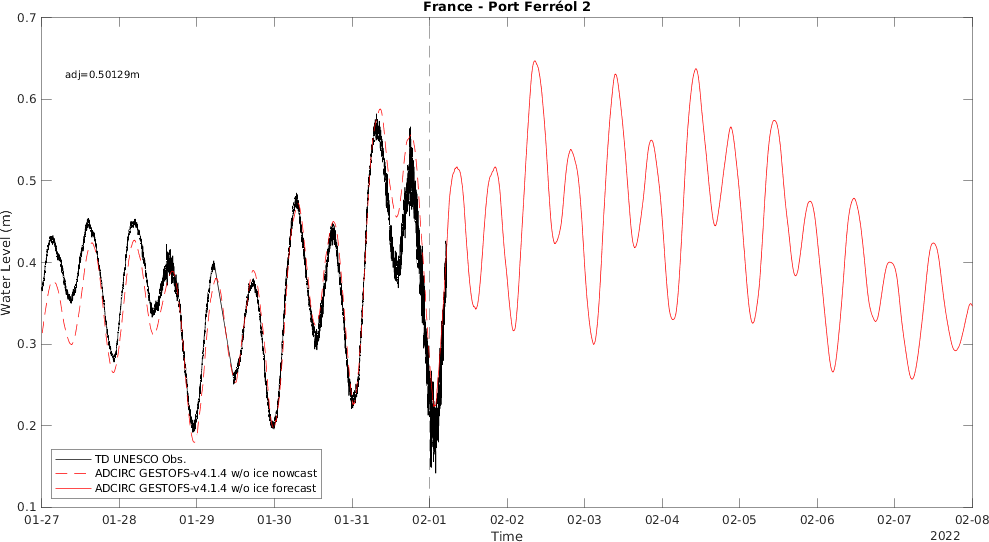 France - Port Ferréol 2
0.7
adj=0.50129m
0.6
0.5
0.4
0.3
0.2
0.1
Water Level (m)
TD UNESCO Obs.
ADCIRC GESTOFS-v4.1.4 w/o ice nowcast
ADCIRC GESTOFS-v4.1.4 w/o ice forecast
01-27 01-28 01-29 01-30 01-31 02-01 02-02 02-03 02-04 02-05 02-06 02-07 02-08
Time
2022